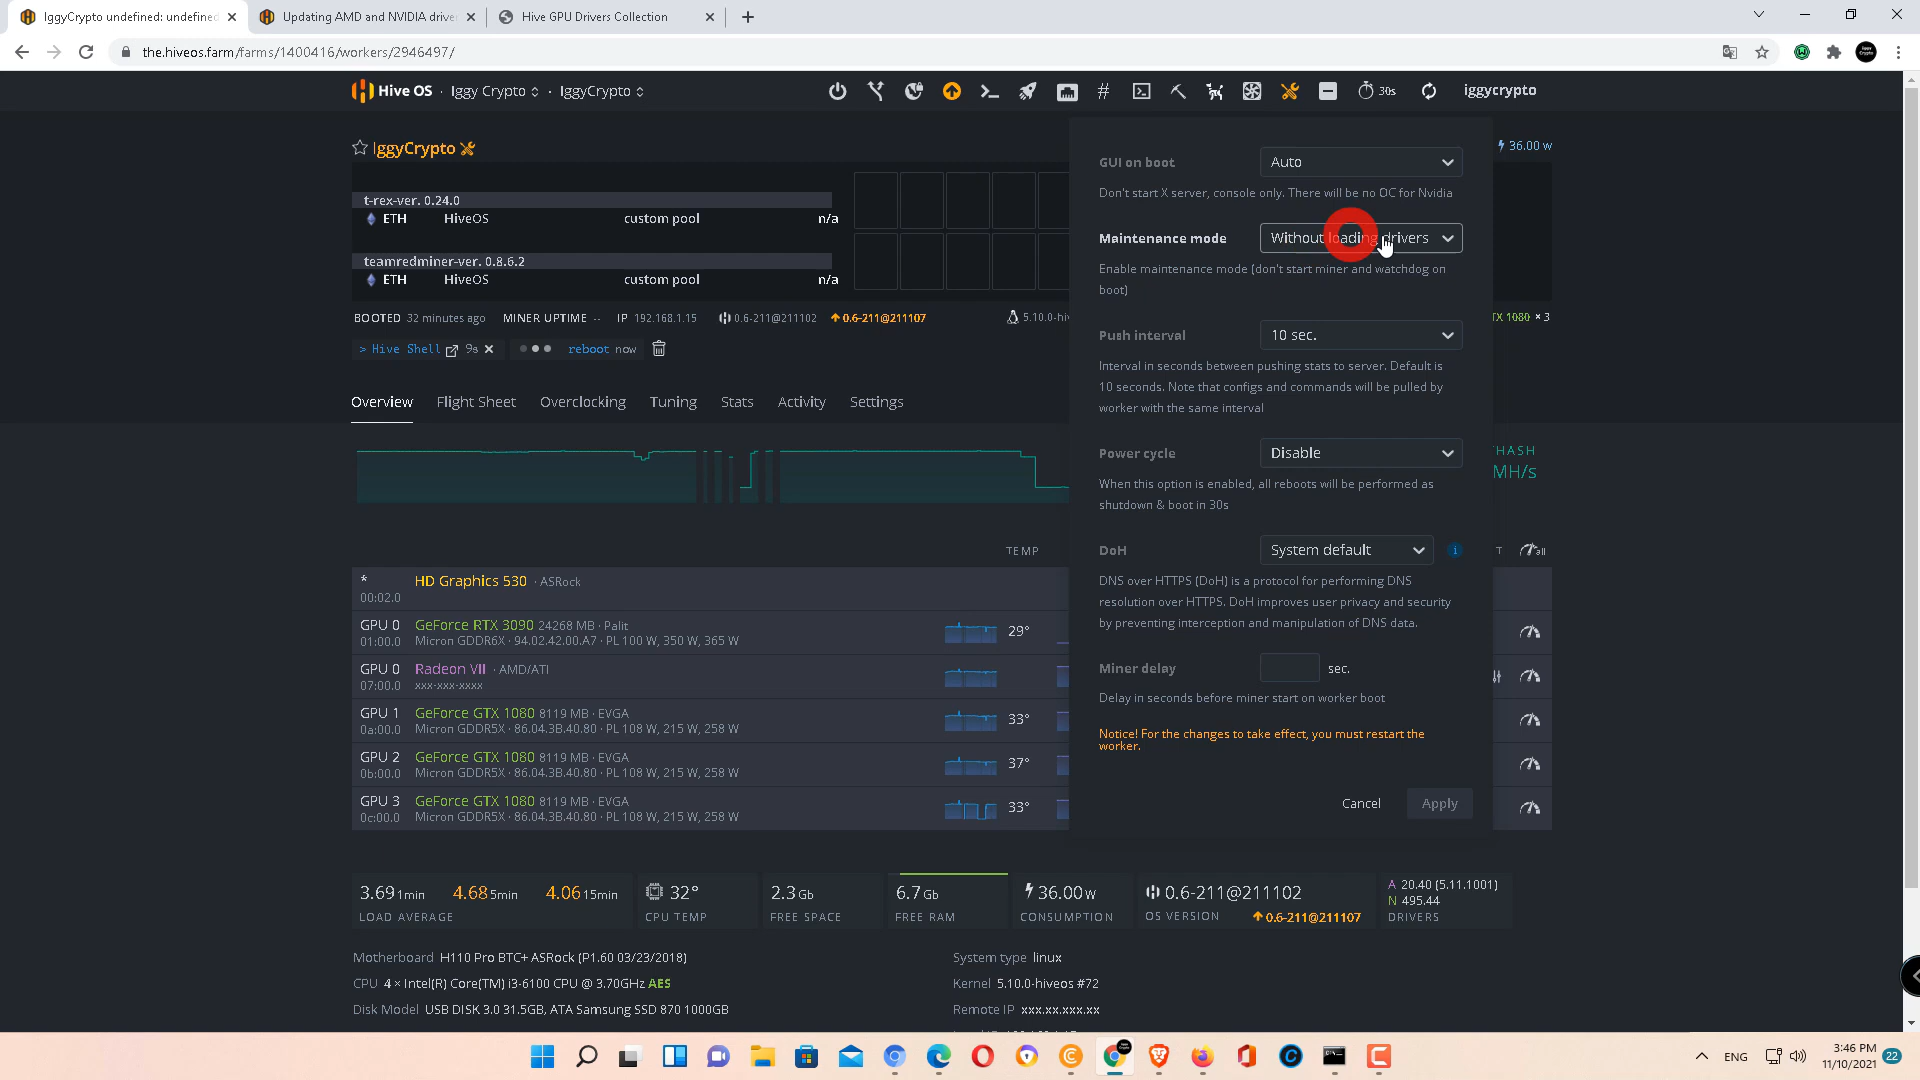 IggyCrypto undefined: undefined
Updating AMD and NVIDIA driver
Hive GPU Drivers Collection
the.hiveos.farm/farms/1400416/workers/2946497/
Hive OS · Iggy Crypto · IggyCrypto
30s
iggycrypto
IggyCrypto
36.00 w
t-rex-ver. 0.24.0
ETH HiveOS custom pool n/a
teamredminer-ver. 0.8.6.2
ETH HiveOS custom pool n/a
BOOTED 32 minutes ago MINER UPTIME -- IP 192.168.1.15 0.6-211@211102 0.6-211@211107 5.10.0-hiv
TX 1080 × 3
> Hive Shell 9s reboot now
Overview Flight Sheet Overclocking Tuning Stats Activity Settings
HASH
MH/s
GUI on boot Auto
Don't start X server, console only. There will be no OC for Nvidia
Maintenance mode Without loading drivers
Enable maintenance mode (don't start miner and watchdog on
boot)
Push interval 10 sec.
Interval in seconds between pushing stats to server. Default is
10 seconds. Note that configs and commands will be pulled by
worker with the same interval
Power cycle Disable
When this option is enabled, all reboots will be performed as
shutdown & boot in 30s
DoH System default i
DNS over HTTPS (DoH) is a protocol for performing DNS
resolution over HTTPS. DoH improves user privacy and security
by preventing interception and manipulation of DNS data.
Miner delay sec.
Delay in seconds before miner start on worker boot
Notice! For the changes to take effect, you must restart the
worker.
Cancel Apply
TEMP
T all
* HD Graphics 530 · ASRock
00:02.0
GPU 0 GeForce RTX 3090 24268 MB · Palit 29°
01:00.0 Micron GDDR6X · 94.02.42.00.A7 · PL 100 W, 350 W, 365 W
GPU 0 Radeon VII · AMD/ATI
07:00.0 xxx-xxx-xxxx
GPU 1 GeForce GTX 1080 8119 MB · EVGA 33°
0a:00.0 Micron GDDR5X · 86.04.3B.40.80 · PL 108 W, 215 W, 258 W
GPU 2 GeForce GTX 1080 8119 MB · EVGA 37°
0b:00.0 Micron GDDR5X · 86.04.3B.40.80 · PL 108 W, 215 W, 258 W
GPU 3 GeForce GTX 1080 8119 MB · EVGA 33°
0c:00.0 Micron GDDR5X · 86.04.3B.40.80 · PL 108 W, 215 W, 258 W
3.69 1min 4.68 5min 4.06 15min
LOAD AVERAGE
32°
CPU TEMP
2.3 Gb
FREE SPACE
6.7 Gb
FREE RAM
36.00 w
CONSUMPTION
0.6-211@211102
OS VERSION 0.6-211@211107
A 20.40 (5.11.1001)
N 495.44
DRIVERS
Motherboard H110 Pro BTC+ ASRock (P1.60 03/23/2018)
CPU 4 × Intel(R) Core(TM) i3-6100 CPU @ 3.70GHz AES
Disk Model USB DISK 3.0 31.5GB, ATA Samsung SSD 870 1000GB
System type linux
Kernel 5.10.0-hiveos #72
Remote IP xxx.xx.xxx.xx
ENG
3:46 PM
11/10/2021
22